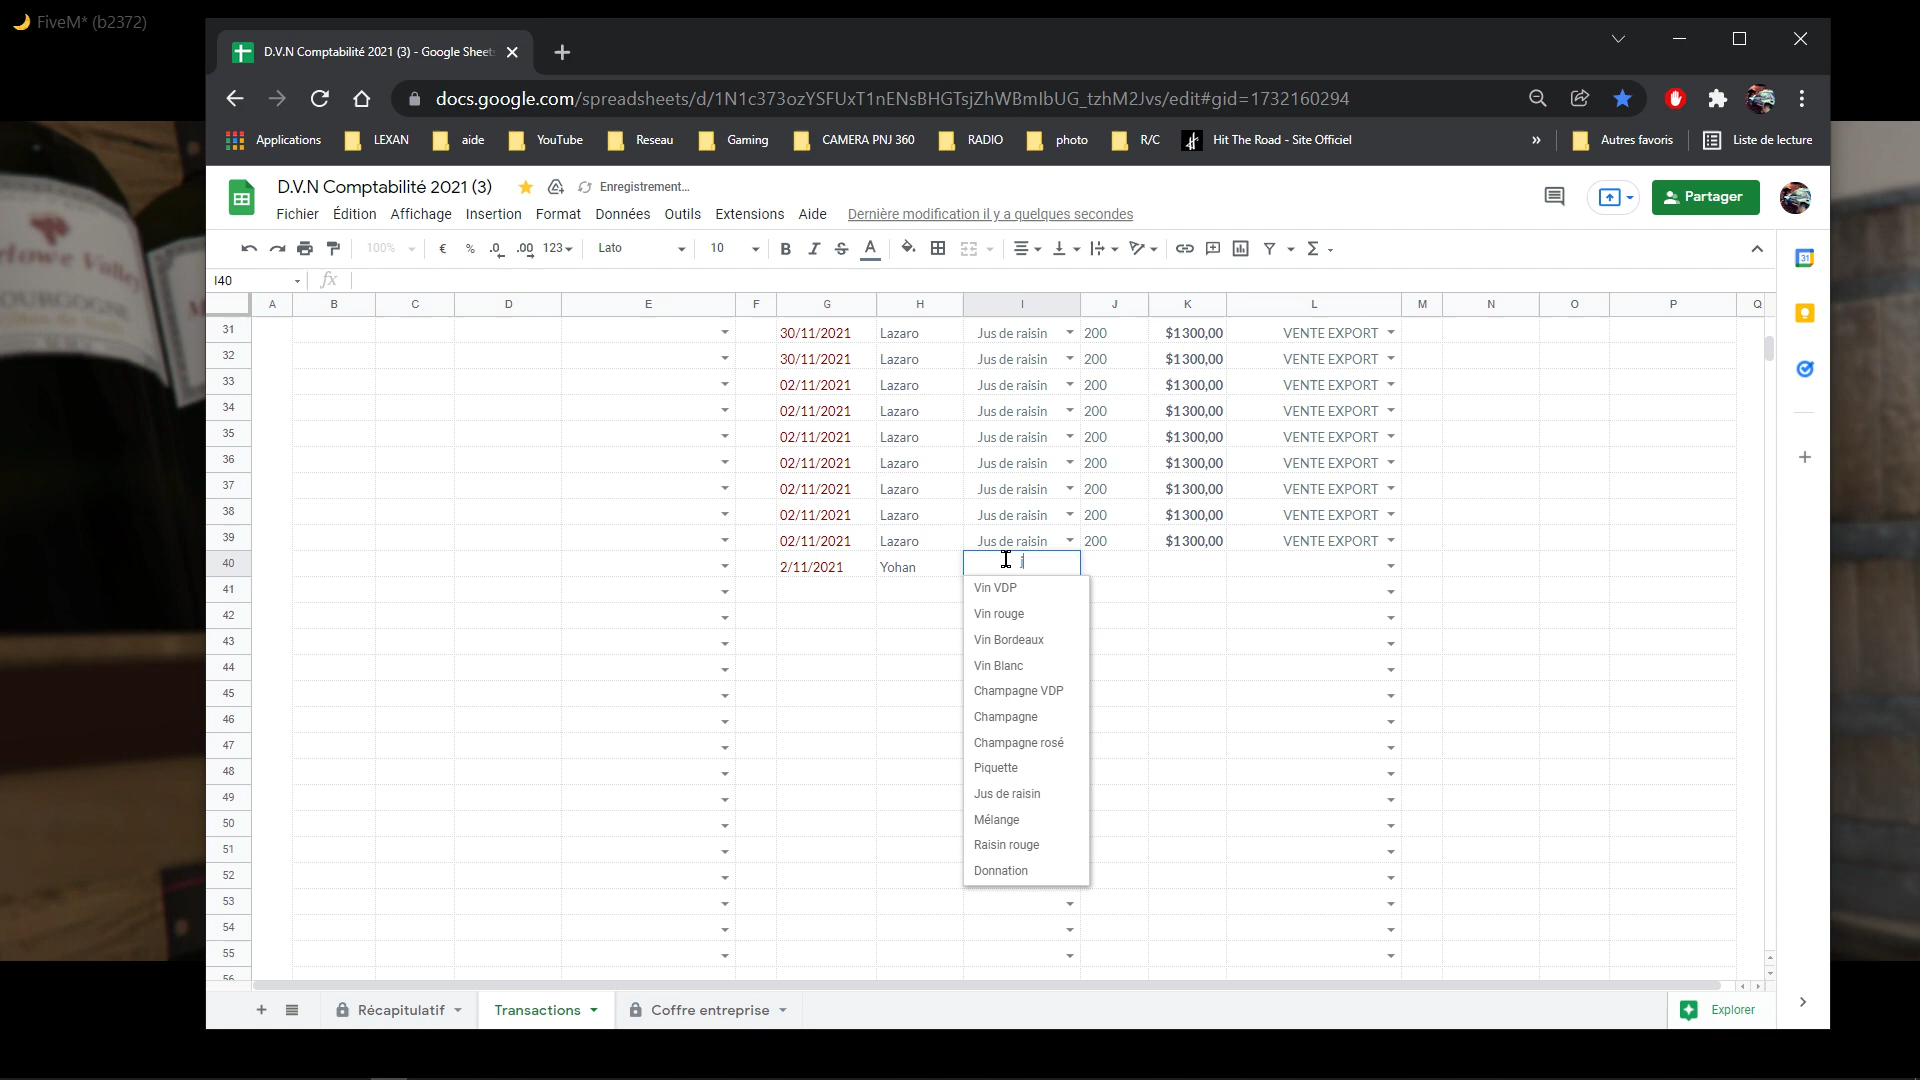 FiveM* (b2372)
D.V.N Comptabilité 2021 (3) - Google Sheets
docs.google.com/spreadsheets/d/1N1c373ozYSFUxT1nENsBHGTsjZhWBmIbUG_tzhM2Jvs/edit#gid=1732160294
Applications LEXAN aide YouTube Reseau Gaming CAMERA PNJ 360 RADIO photo R/C Hit The Road - Site Officiel » Autres favoris Liste de lecture
D.V.N Comptabilité 2021 (3) Enregistrement... Partager
Fichier Édition Affichage Insertion Format Données Outils Extensions Aide Dernière modification il y a quelques secondes
100% € % .0 .00 123 Lato 10 B I S A Σ
31
I40 fx
A B C D E F G H I J K L M N O P Q
31 30/11/2021 Lazaro Jus de raisin 200 $1300,00 VENTE EXPORT
32 30/11/2021 Lazaro Jus de raisin 200 $1300,00 VENTE EXPORT
33 02/11/2021 Lazaro Jus de raisin 200 $1300,00 VENTE EXPORT
34 02/11/2021 Lazaro Jus de raisin 200 $1300,00 VENTE EXPORT
35 02/11/2021 Lazaro Jus de raisin 200 $1300,00 VENTE EXPORT
36 02/11/2021 Lazaro Jus de raisin 200 $1300,00 VENTE EXPORT
37 02/11/2021 Lazaro Jus de raisin 200 $1300,00 VENTE EXPORT
38 02/11/2021 Lazaro Jus de raisin 200 $1300,00 VENTE EXPORT
39 02/11/2021 Lazaro Jus de raisin 200 $1300,00 VENTE EXPORT
40 2/11/2021 Yohan j
41 Vin VDP
42 Vin rouge
43 Vin Bordeaux
44 Vin Blanc
45 Champagne VDP
46 Champagne
47 Champagne rosé
48 Piquette
49 Jus de raisin
50 Mélange
51 Raisin rouge
52 Donnation
53
54
55
56
Récapitulatif Transactions Coffre entreprise Explorer